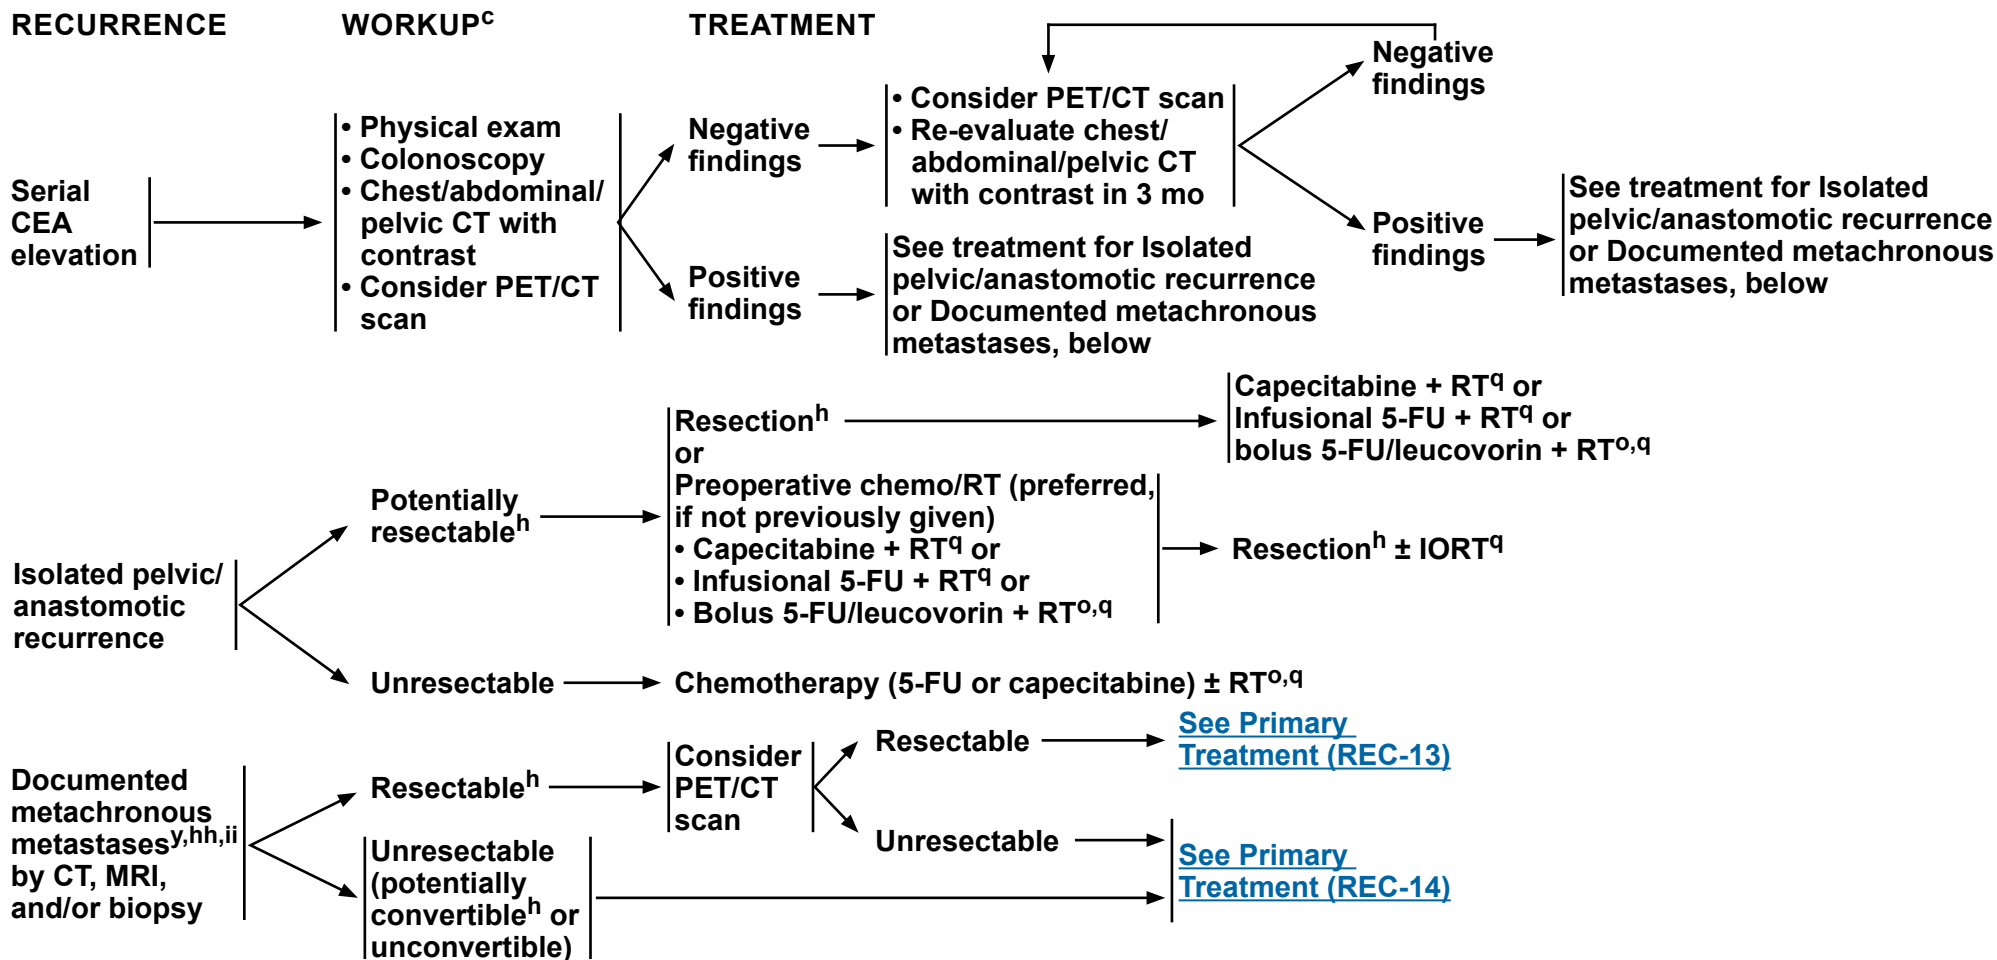 RECURRENCE
WORKUPc
TREATMENT
Serial
CEA
elevation
• Physical exam
• Colonoscopy
• Chest/abdominal/
pelvic CT with
contrast
• Consider PET/CT
scan
Negative
findings
• Consider PET/CT scan
• Re-evaluate chest/
abdominal/pelvic CT
with contrast in 3 mo
Negative
findings
Positive
findings
See treatment for Isolated
pelvic/anastomotic recurrence
or Documented metachronous
metastases, below
Positive
findings
See treatment for Isolated
pelvic/anastomotic recurrence
or Documented metachronous
metastases, below
Isolated pelvic/
anastomotic
recurrence
Potentially
resectableh
Resectionh
or
Preoperative chemo/RT (preferred,
if not previously given)
• Capecitabine + RTq or
• Infusional 5-FU + RTq or
• Bolus 5-FU/leucovorin + RTo,q
Capecitabine + RTq or
Infusional 5-FU + RTq or
bolus 5-FU/leucovorin + RTo,q
Resectionh ± IORTq
Unresectable
Chemotherapy (5-FU or capecitabine) ± RTo,q
Documented
metachronous
metastasesy,hh,ii
by CT, MRI,
and/or biopsy
Resectableh
Consider
PET/CT
scan
Resectable
See Primary
Treatment (REC-13)
Unresectable
See Primary
Treatment (REC-14)
Unresectable
(potentially
convertibleh or
unconvertible)